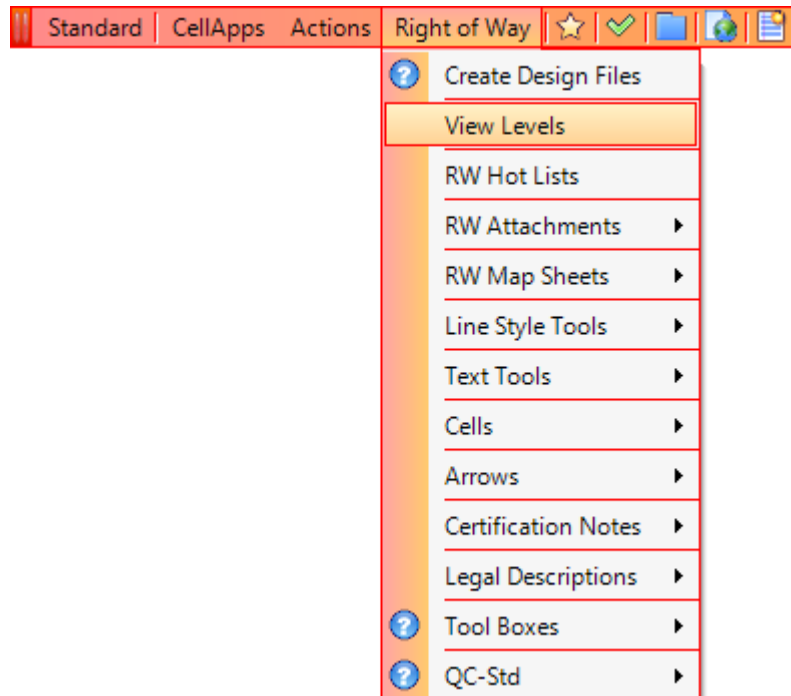 Standard CellApps Actions Right of Way
Create Design Files
View Levels
RW Hot Lists
RW Attachments
RW Map Sheets
Line Style Tools
Text Tools
Cells
Arrows
Certification Notes
Legal Descriptions
Tool Boxes
QC-Std